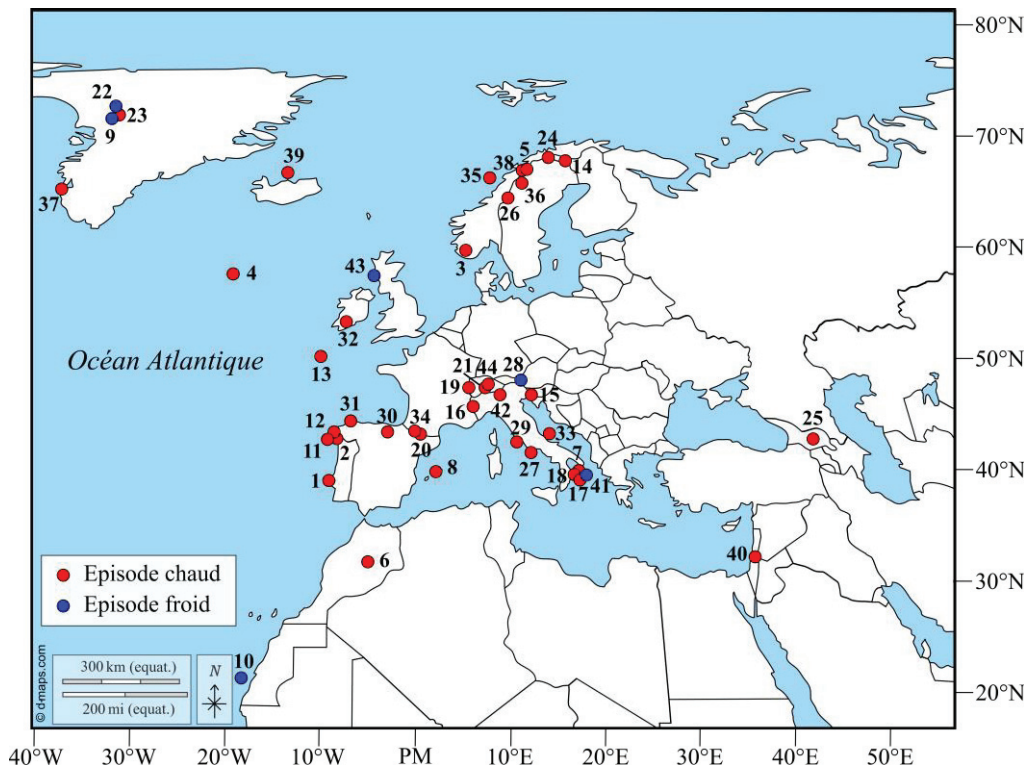 80°N
22
23
9
70°N
39
24
5
38
35
14
36
37
26
60°N
3
43
4
32
Océan Atlantique
50°N
13
21
44
28
19
15
16
42
31
30
34
12
25
29
33
11
2
20
7
40°N
27
8
1
18
41
17
40
6
Episode chaud
30°N
Episode froid
10
300 km (equat.)
N
200 mi (equat.)
20°N
© d-maps.com
40°W 30°W 20°W 10°W PM 10°E 20°E 30°E 40°E 50°E